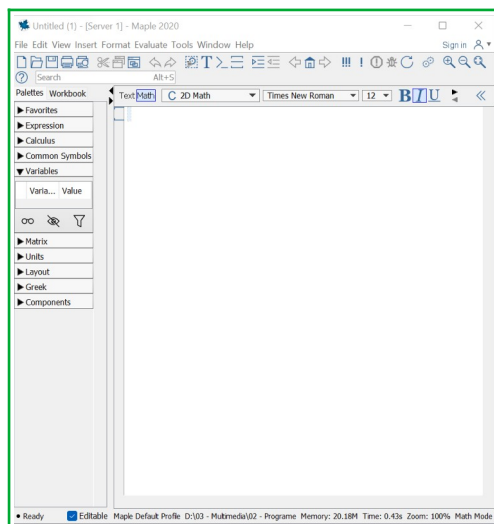 Untitled (1) - [Server 1] - Maple 2020
File Edit View Insert Format Evaluate Tools Window Help Sign in
Search Alt+S
Palettes Workbook
Text Math C 2D Math Times New Roman 12 B I U
Favorites
Expression
Calculus
Common Symbols
Variables
Varia... Value
Matrix
Units
Layout
Greek
Components
Ready Editable Maple Default Profile D:\03 - Multimedia\02 - Programe Memory: 20.18M Time: 0.43s Zoom: 100% Math Mode